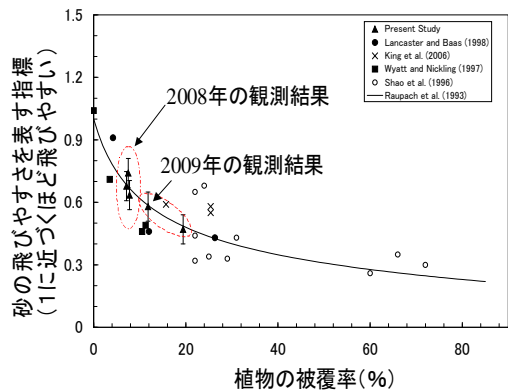 砂の飛びやすさを表す指標
(1に近づくほど飛びやすい)
1.5
1.2
0.9
0.6
0.3
0
0
20
40
60
80
植物の被覆率(%)
2008年の観測結果
2009年の観測結果
Present Study
Lancaster and Baas (1998)
King et al. (2006)
Wyatt and Nickling (1997)
Shao et al. (1996)
Raupach et al. (1993)